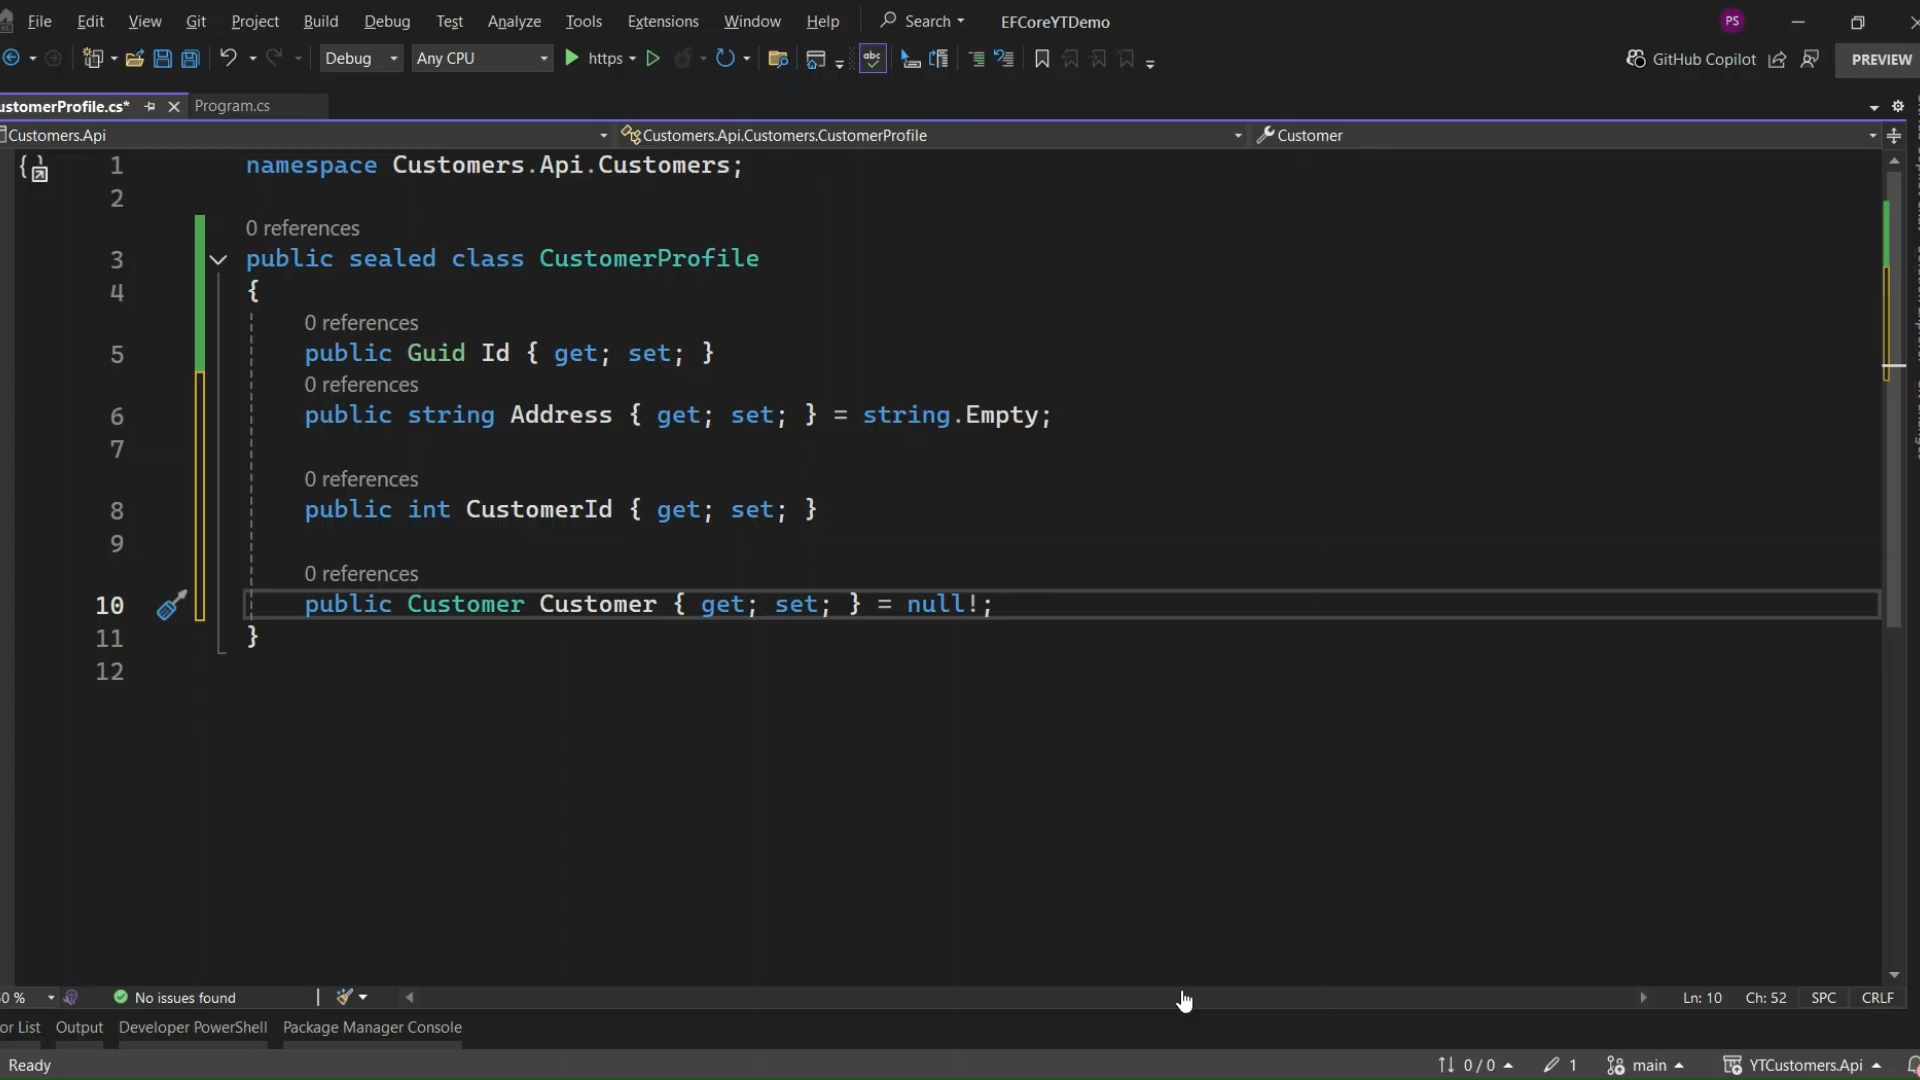 File Edit View Git Project Build Debug Test Analyze Tools Extensions Window Help Search EFCoreYTDemo PS
Debug Any CPU https abc GitHub Copilot PREVIEW
ustomerProfile.cs* Program.cs
Customers.Api Customers.Api.Customers.CustomerProfile Customer
1 namespace Customers.Api.Customers;
2
0 references
3 public sealed class CustomerProfile
4 {
0 references
5 public Guid Id { get; set; }
0 references
6 public string Address { get; set; } = string.Empty;
7
0 references
8 public int CustomerId { get; set; }
9
0 references
10 public Customer Customer { get; set; } = null!;
11 }
12
0 % No issues found Ln: 10 Ch: 52 SPC CRLF
or List Output Developer PowerShell Package Manager Console
Ready 0 / 0 1 main YTCustomers.Api